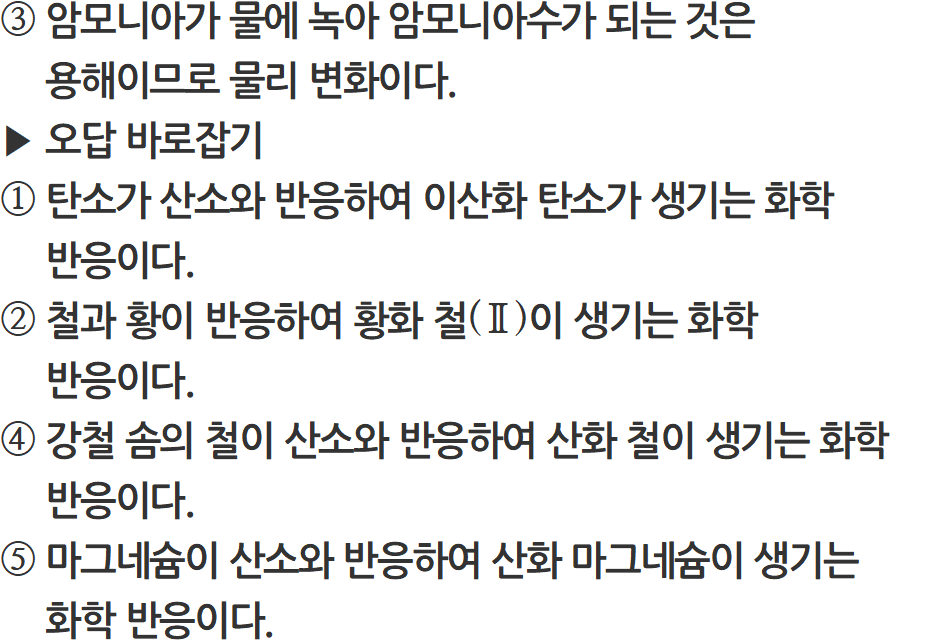 ③ 암모니아가 물에 녹아 암모니아수가 되는 것은
용해이므로 물리 변화이다.
▶ 오답 바로잡기
① 탄소가 산소와 반응하여 이산화 탄소가 생기는 화학
반응이다.
② 철과 황이 반응하여 황화 철(Ⅱ)이 생기는 화학
반응이다.
④ 강철 솜의 철이 산소와 반응하여 산화 철이 생기는 화학
반응이다.
⑤ 마그네슘이 산소와 반응하여 산화 마그네슘이 생기는
화학 반응이다.